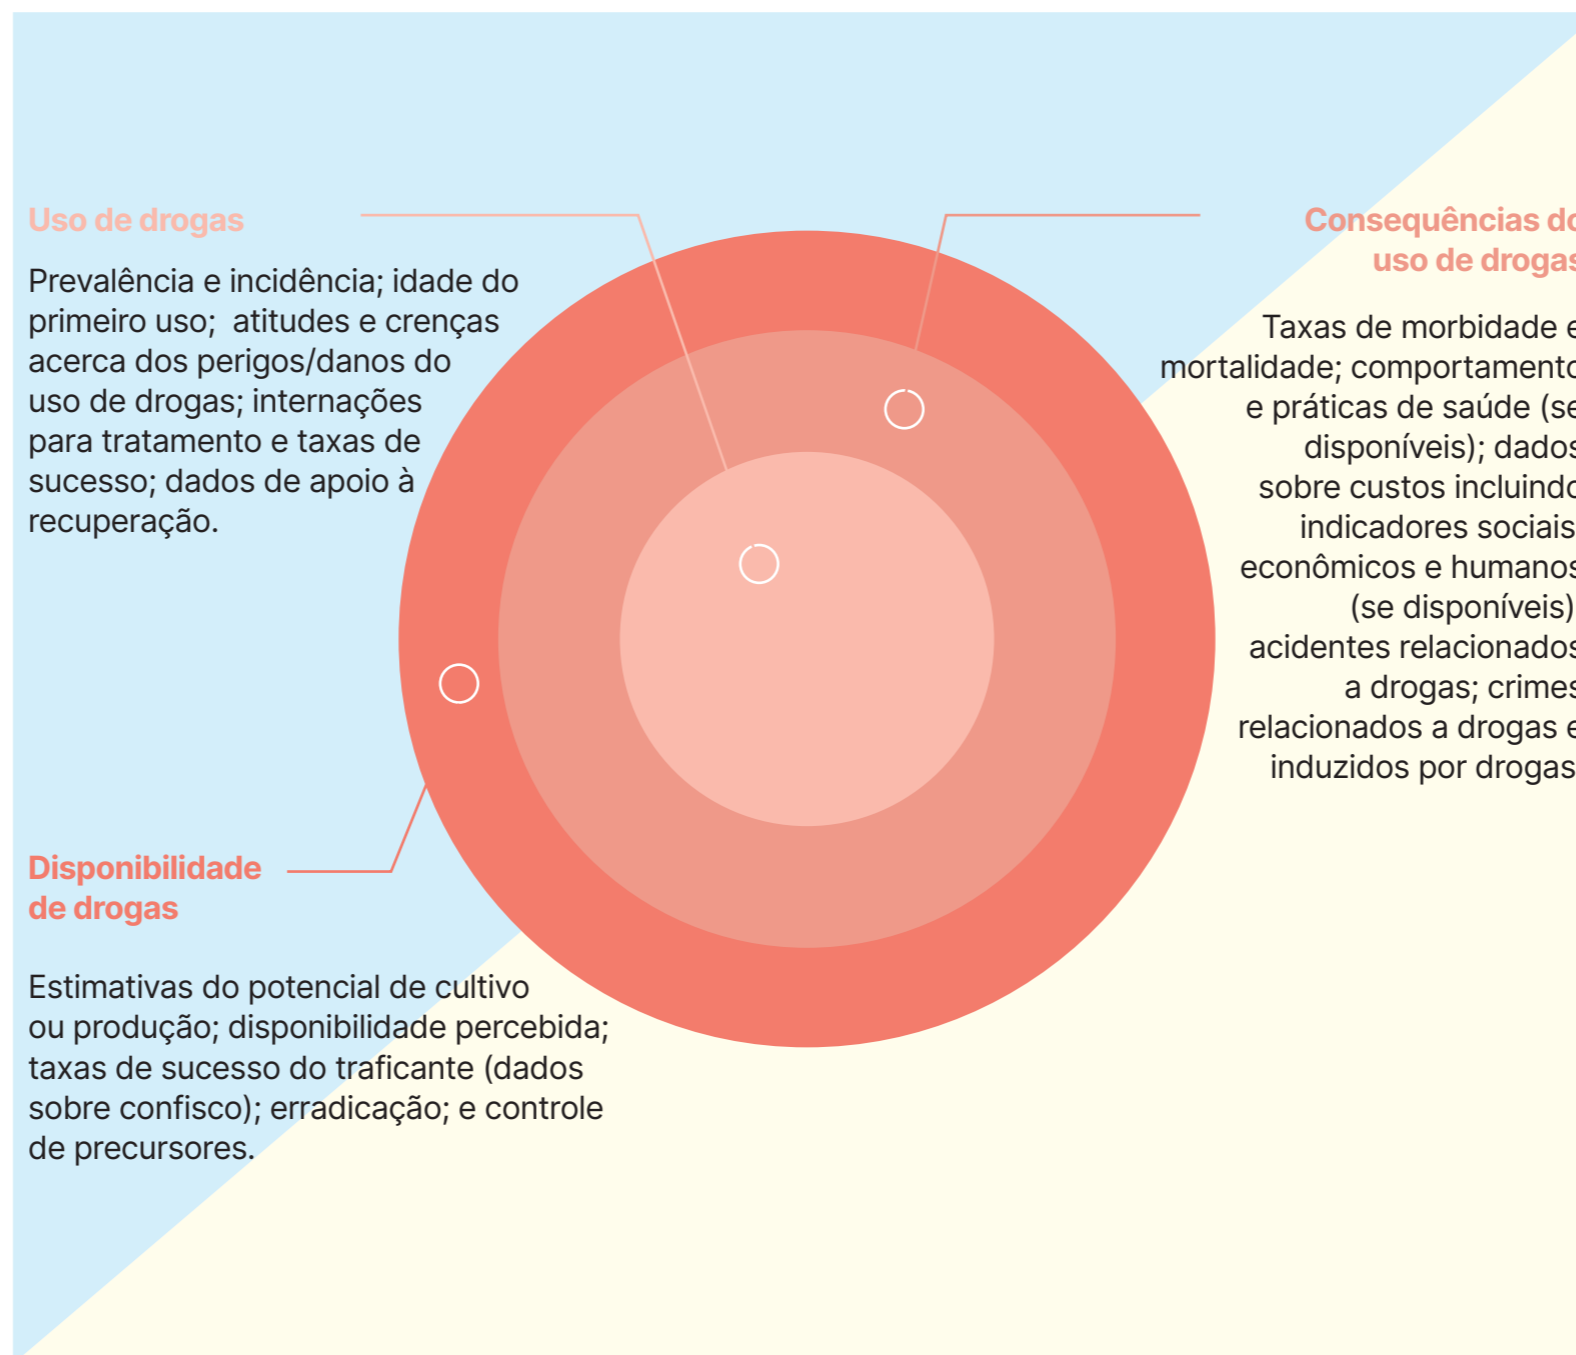 Uso de drogas
Prevalência e incidência; idade do
primeiro uso;  atitudes e crenças
acerca dos perigos/danos do
uso de drogas; internações
para tratamento e taxas de
sucesso; dados de apoio à
recuperação.
Consequências do
uso de drogas
Taxas de morbidade e
mortalidade; comportamento
e práticas de saúde (se
disponíveis); dados
sobre custos incluindo
indicadores sociais
econômicos e humanos
(se disponíveis)
acidentes relacionados
a drogas; crimes
relacionados a drogas e
induzidos por drogas
Disponibilidade
de drogas
Estimativas do potencial de cultivo
ou produção; disponibilidade percebida;
taxas de sucesso do traficante (dados
sobre confisco); erradicação; e controle
de precursores.